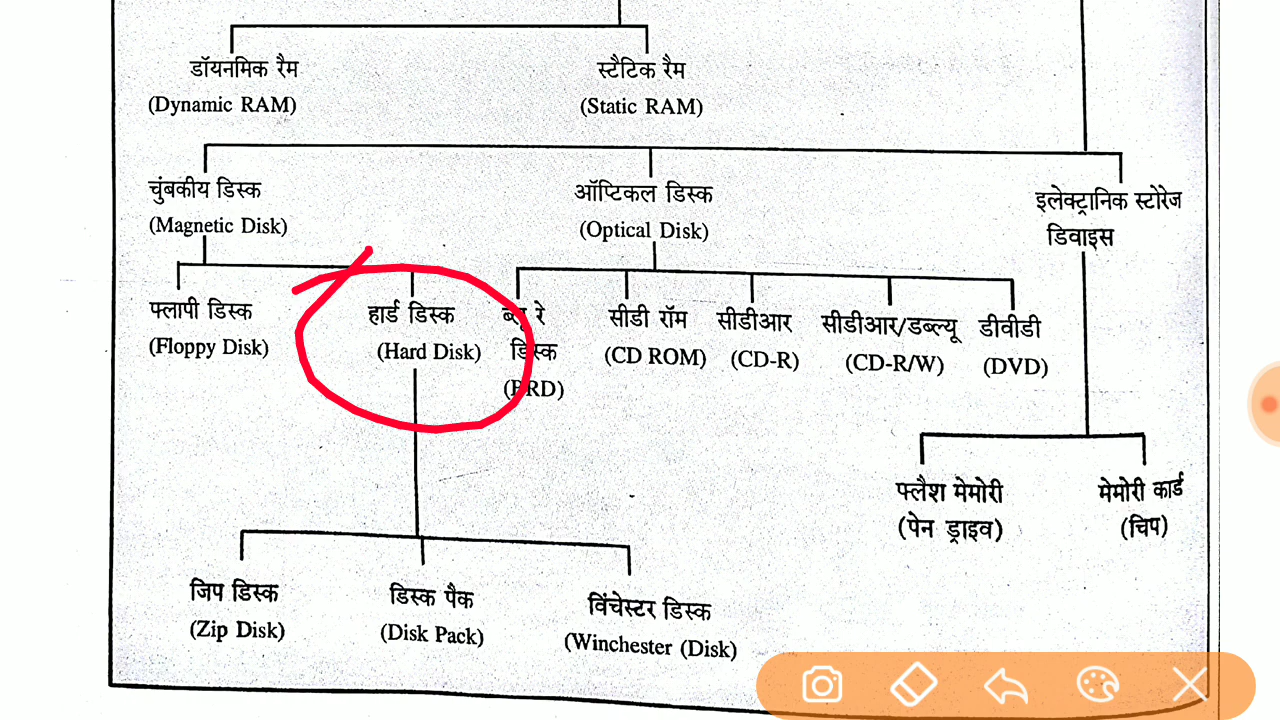 डॉयनमिक रैम
(Dynamic RAM)
स्टैटिक रैम
(Static RAM)
चुंबकीय डिस्क
(Magnetic Disk)
ऑप्टिकल डिस्क
(Optical Disk)
इलेक्ट्रानिक स्टोरेज
डिवाइस
फ्लापी डिस्क
(Floppy Disk)
हार्ड डिस्क
(Hard Disk)
ब्लू रे
डिस्क
(BRD)
सीडी रॉम
(CD ROM)
सीडीआर
(CD-R)
सीडीआर/डब्ल्यू
(CD-R/W)
डीवीडी
(DVD)
फ्लैश मेमोरी
(पेन ड्राइव)
मेमोरी कार्ड
(चिप)
जिप डिस्क
(Zip Disk)
डिस्क पैक
(Disk Pack)
विंचेस्टर डिस्क
(Winchester (Disk)